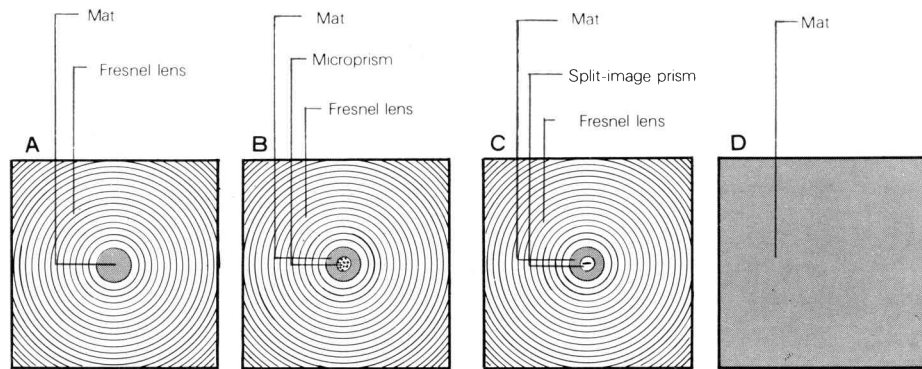 Mat
Fresnel lens
A
Mat
Microprism
Fresnel lens
B
Mat
Split-image prism
Fresnel lens
C
Mat
D